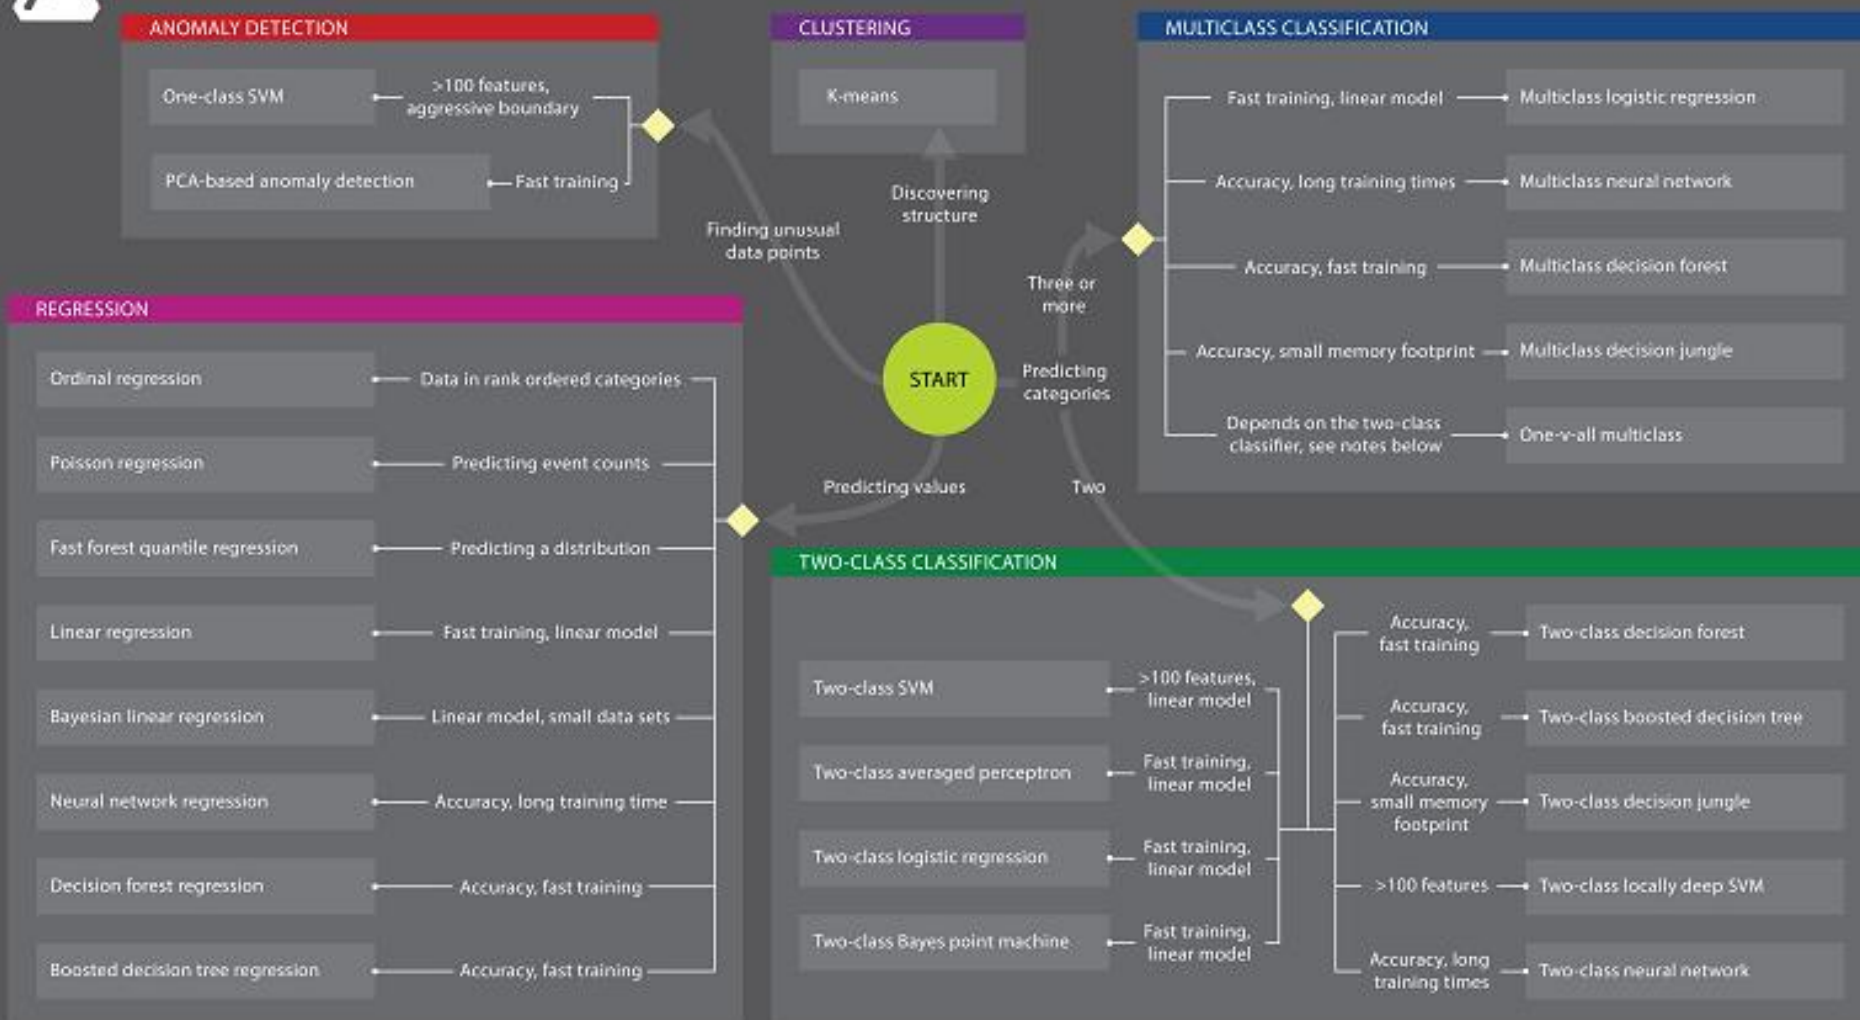 ANOMALY DETECTION
One-class SVM
>100 features,
aggressive boundary
PCA-based anomaly detection
Fast training
CLUSTERING
K-means
MULTICLASS CLASSIFICATION
Fast training, linear model
Multiclass logistic regression
Accuracy, long training times
Multiclass neural network
Accuracy, fast training
Multiclass decision forest
Accuracy, small memory footprint
Multiclass decision jungle
Depends on the two-class
classifier, see notes below
One-v-all multiclass
Finding unusual
data points
Discovering
structure
Three or
more
START
Predicting
categories
Predicting values
Two
REGRESSION
Ordinal regression
Data in rank ordered categories
Poisson regression
Predicting event counts
Fast forest quantile regression
Predicting a distribution
Linear regression
Fast training, linear model
Bayesian linear regression
Linear model, small data sets
Neural network regression
Accuracy, long training time
Decision forest regression
Accuracy, fast training
Boosted decision tree regression
Accuracy, fast training
TWO-CLASS CLASSIFICATION
Two-class SVM
>100 features,
linear model
Two-class averaged perceptron
Fast training,
linear model
Two-class logistic regression
Fast training,
linear model
Two-class Bayes point machine
Fast training,
linear model
Accuracy,
fast training
Two-class decision forest
Accuracy,
fast training
Two-class boosted decision tree
Accuracy,
small memory
footprint
Two-class decision jungle
>100 features
Two-class locally deep SVM
Accuracy, long
training times
Two-class neural network